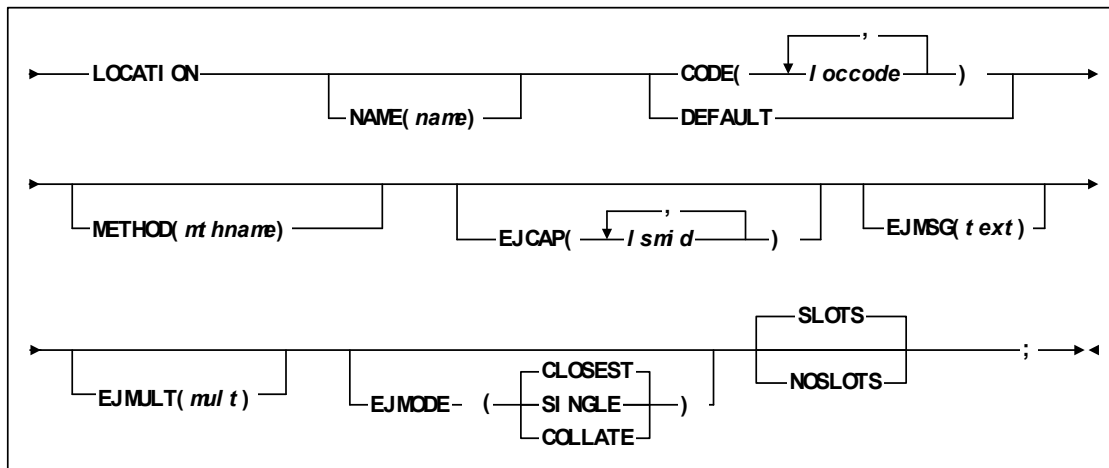 ,
LOCATION CODE( loccode )
NAME( name) DEFAULT
,
METHOD( mthname) EJCAP( lsmid ) EJMSG( text)
SLOTS
;
EJMULT( mult) NOSLOTS
CLOSEST
EJMODE ( SINGLE )
COLLATE